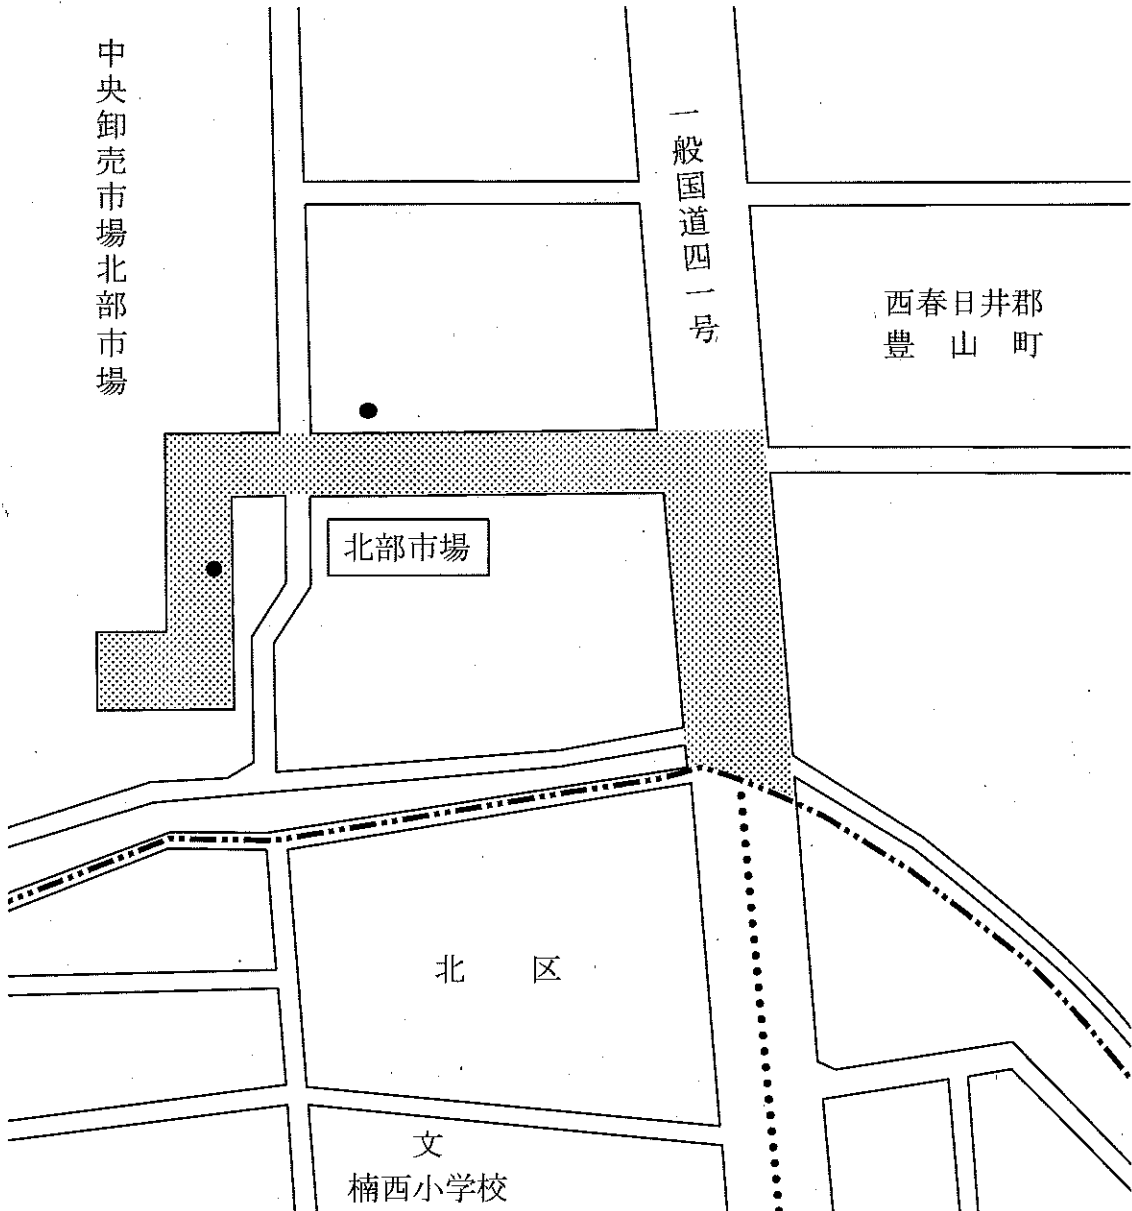 中央卸売市場北部市場
一般国道四一号
西春日井郡
豊山町
北部市場
北区
文
楠西小学校